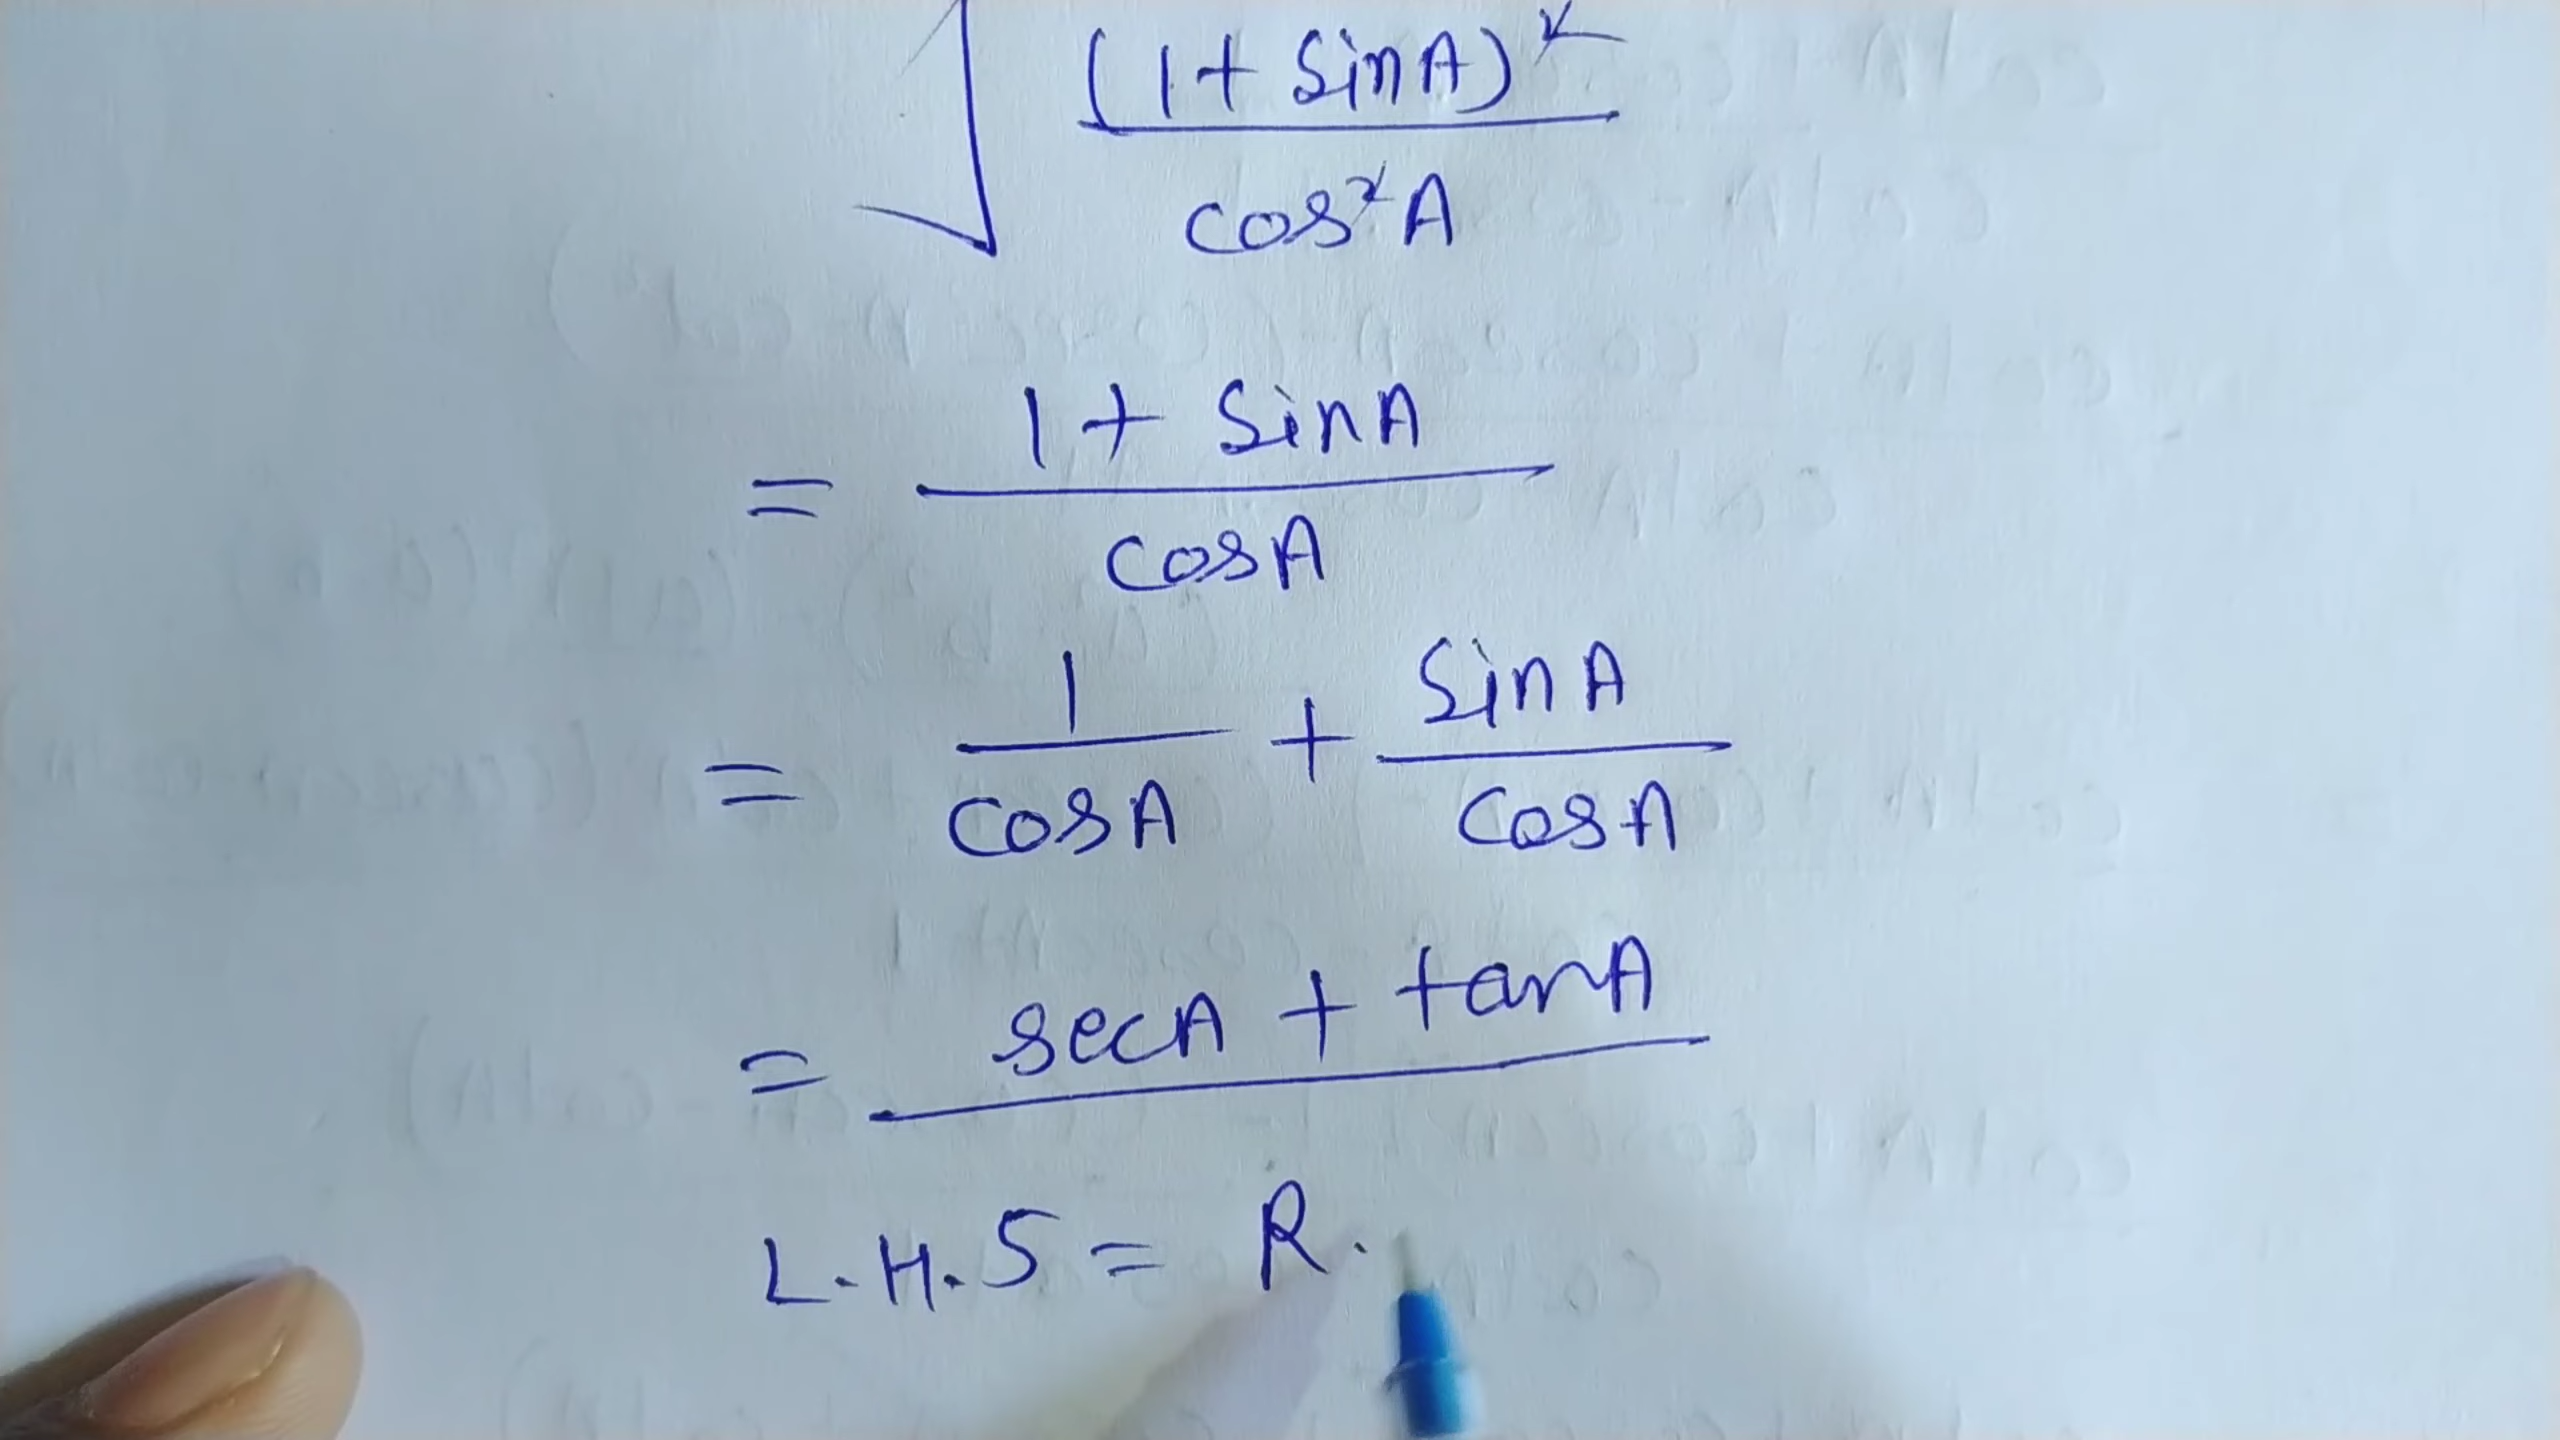 √((1 + sinA)² / cos²A)
= (1 + sinA) / cosA
= 1 / cosA + sinA / cosA
= secA + tanA
L.H.S = R.